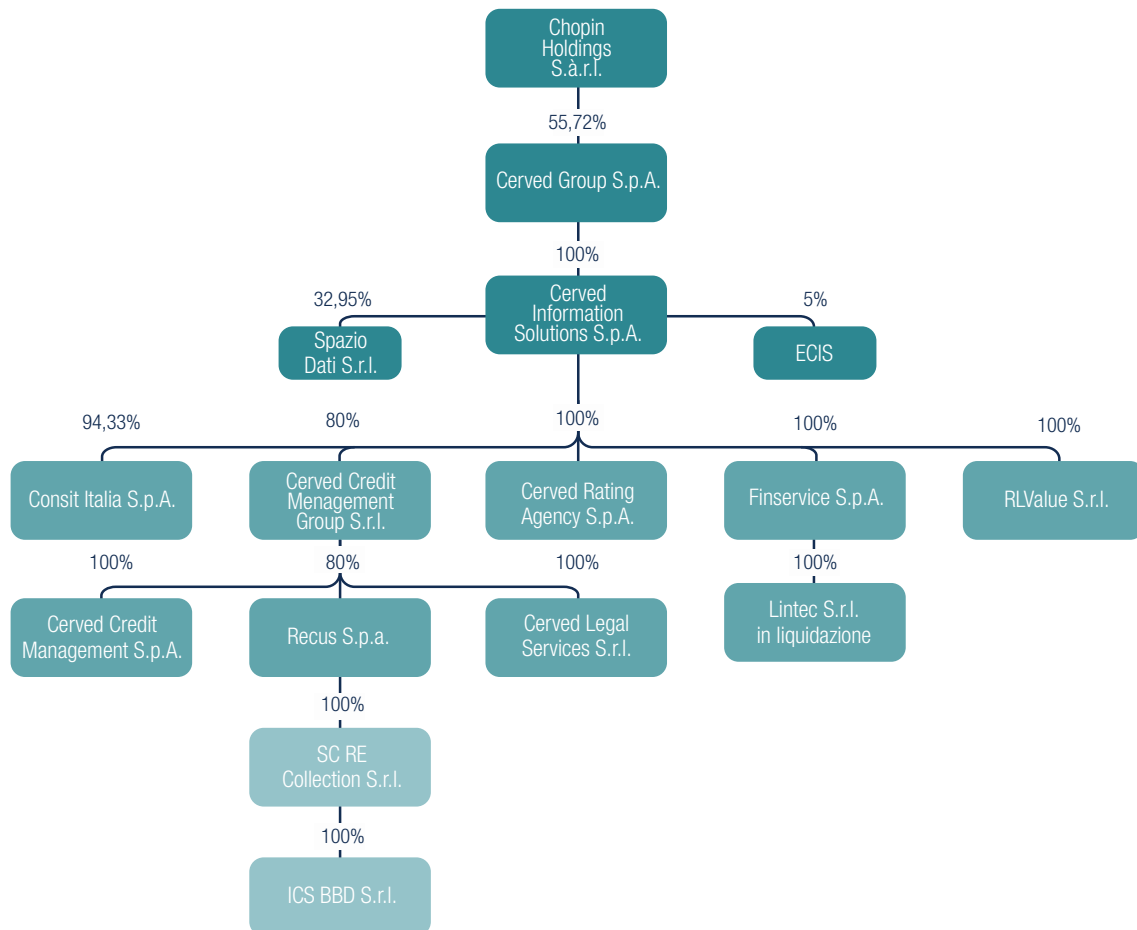 Chopin
Holdings
S.à.r.l.
55,72%
Cerved Group S.p.A.
100%
32,95%
Cerved
Information
Solutions S.p.A.
5%
Spazio
Dati S.r.l.
ECIS
94,33%
80%
100%
100%
100%
Consit Italia S.p.A.
Cerved Credit
Menagement
Group S.r.l.
Cerved Rating
Agency S.p.A.
Finservice S.p.A.
RLValue S.r.l.
100%
80%
100%
100%
Cerved Credit
Management S.p.A.
Recus S.p.a.
Cerved Legal
Services S.r.l.
Lintec S.r.l.
in liquidazione
100%
SC RE
Collection S.r.l.
100%
ICS BBD S.r.l.